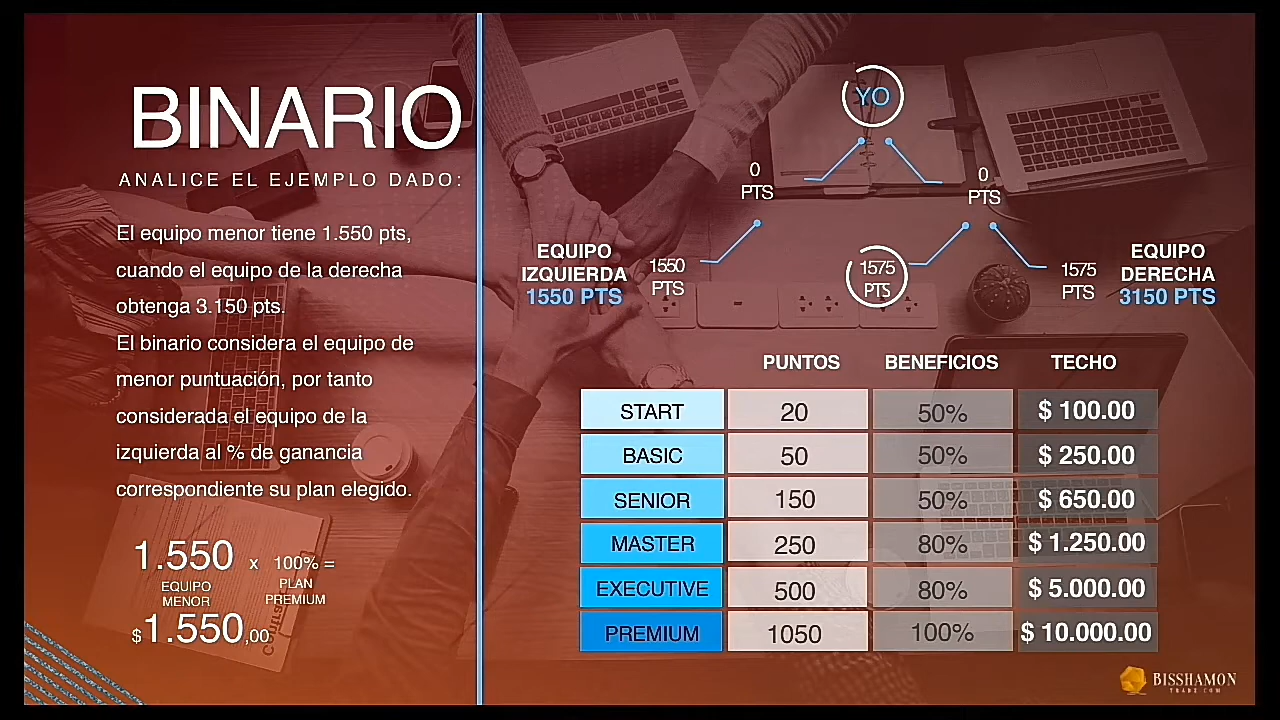 BINARIO
ANALICE EL EJEMPLO DADO:
El equipo menor tiene 1.550 pts,
cuando el equipo de la derecha
obtenga 3.150 pts.
El binario considera el equipo de
menor puntuación, por tanto
considerada el equipo de la
izquierda al % de ganancia
correspondiente su plan elegido.
1.550 x 100% =
EQUIPO
MENOR
PLAN
PREMIUM
$1.550,00
YO
0
PTS
0
PTS
EQUIPO
IZQUIERDA
1550 PTS
1550
PTS
1575
PTS
1575
PTS
EQUIPO
DERECHA
3150 PTS
PUNTOS BENEFICIOS TECHO
START 20 50% $ 100.00
BASIC 50 50% $ 250.00
SENIOR 150 50% $ 650.00
MASTER 250 80% $ 1.250.00
EXECUTIVE 500 80% $ 5.000.00
PREMIUM 1050 100% $ 10.000.00
BISSHAMON
TRADE.COM